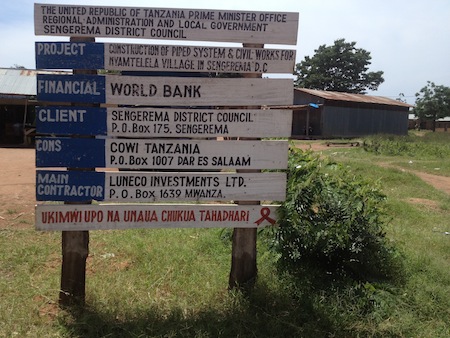 THE UNITED REPUBLIC OF TANZANIA PRIME MINISTER OFFICE
REGIONAL ADMINISTRATION AND LOCAL GOVERNMENT
SENGEREMA DISTRICT COUNCIL
PROJECT CONSTRUCTION OF PIPED SYSTEM & CIVIL WORKS FOR
NYAMTELELA VILLAGE IN SENGEREMA D.C
FINANCIAL WORLD BANK
CLIENT SENGEREMA DISTRICT COUNCIL
P.O.BOX 175. SENGEREMA
CONS COWI TANZANIA
P.O.BOX 1007 DAR ES SALAAM
MAIN CONTRACTOR LUNECO INVESTMENTS LTD.
P.O.BOX. 1639 MWANZA.
UKIMWI UPO NA UNAUA CHUKUA TAHADHARI